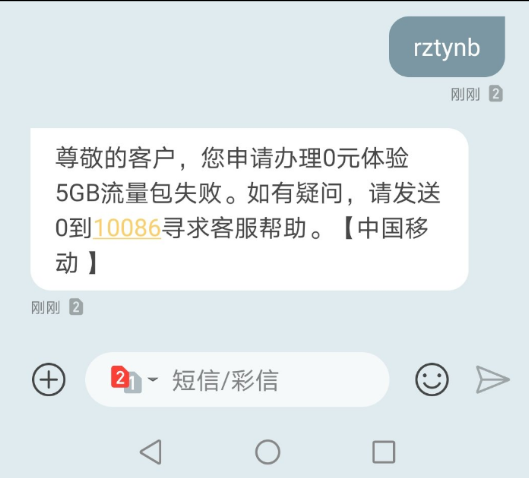 rztynb
刚刚 2
尊敬的客户，您申请办理0元体验
5GB流量包失败。如有疑问，请发送
0到10086寻求客服帮助。【中国移
动 】
刚刚 2
2 1 短信/彩信